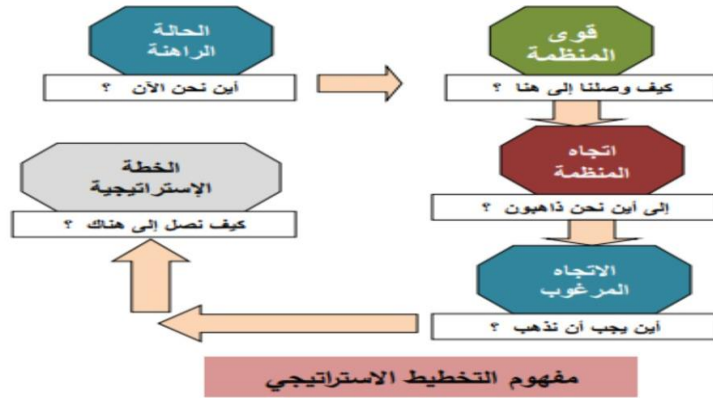 الحالة
الراهنة
أين نحن الآن ؟
قوى
المنظمة
كيف وصلنا إلى هنا ؟
اتجاه
المنظمة
إلى أين نحن ذاهبون ؟
الاتجاه
المرغوب
أين يجب أن نذهب ؟
الخطة
الإستراتيجية
كيف نصل إلى هناك ؟
مفهوم التخطيط الاستراتيجي